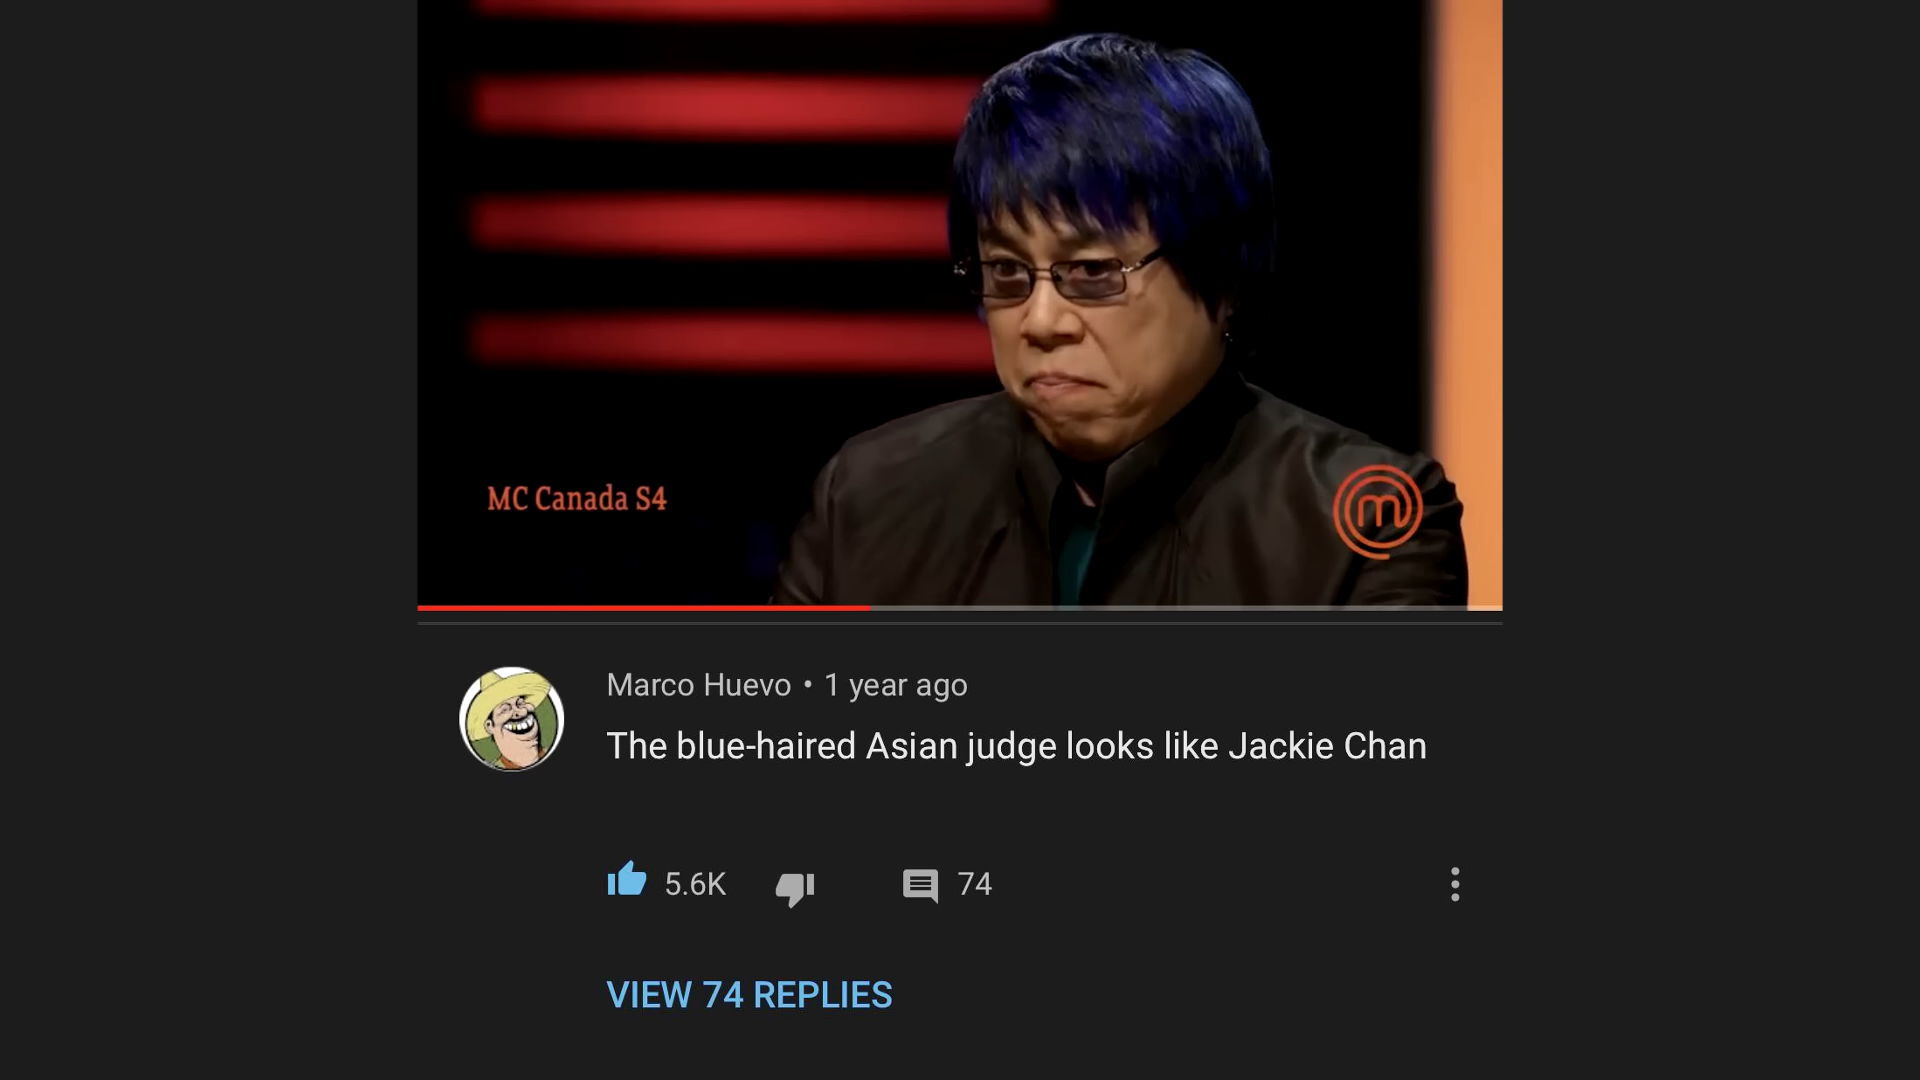 MC Canada S4
m
Marco Huevo • 1 year ago
The blue-haired Asian judge looks like Jackie Chan
5.6K 74
VIEW 74 REPLIES